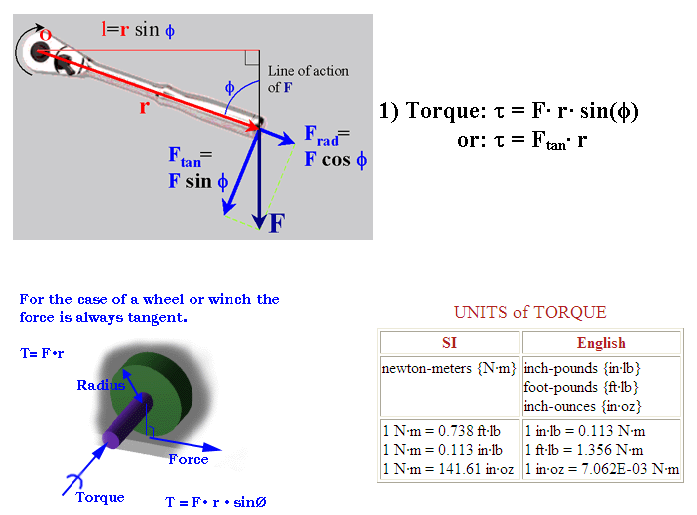 l=r sin ϕ
O
Line of action
of F
ϕ
r
F_rad=
F cos ϕ
F_tan=
F sin ϕ
F
1) Torque: τ = F· r· sin(ϕ)
or: τ = F_tan· r
For the case of a wheel or winch the
force is always tangent.
T= F•r
Radius
Force
Torque
T = F• r • sinØ
UNITS of TORQUE
SI English
newton-meters {N·m} inch-pounds {in·lb}
foot-pounds {ft·lb}
inch-ounces {in·oz}
1 N·m = 0.738 ft·lb 1 in·lb = 0.113 N·m
1 N·m = 0.113 in·lb 1 ft·lb = 1.356 N·m
1 N·m = 141.61 in·oz 1 in·oz = 7.062E-03 N·m